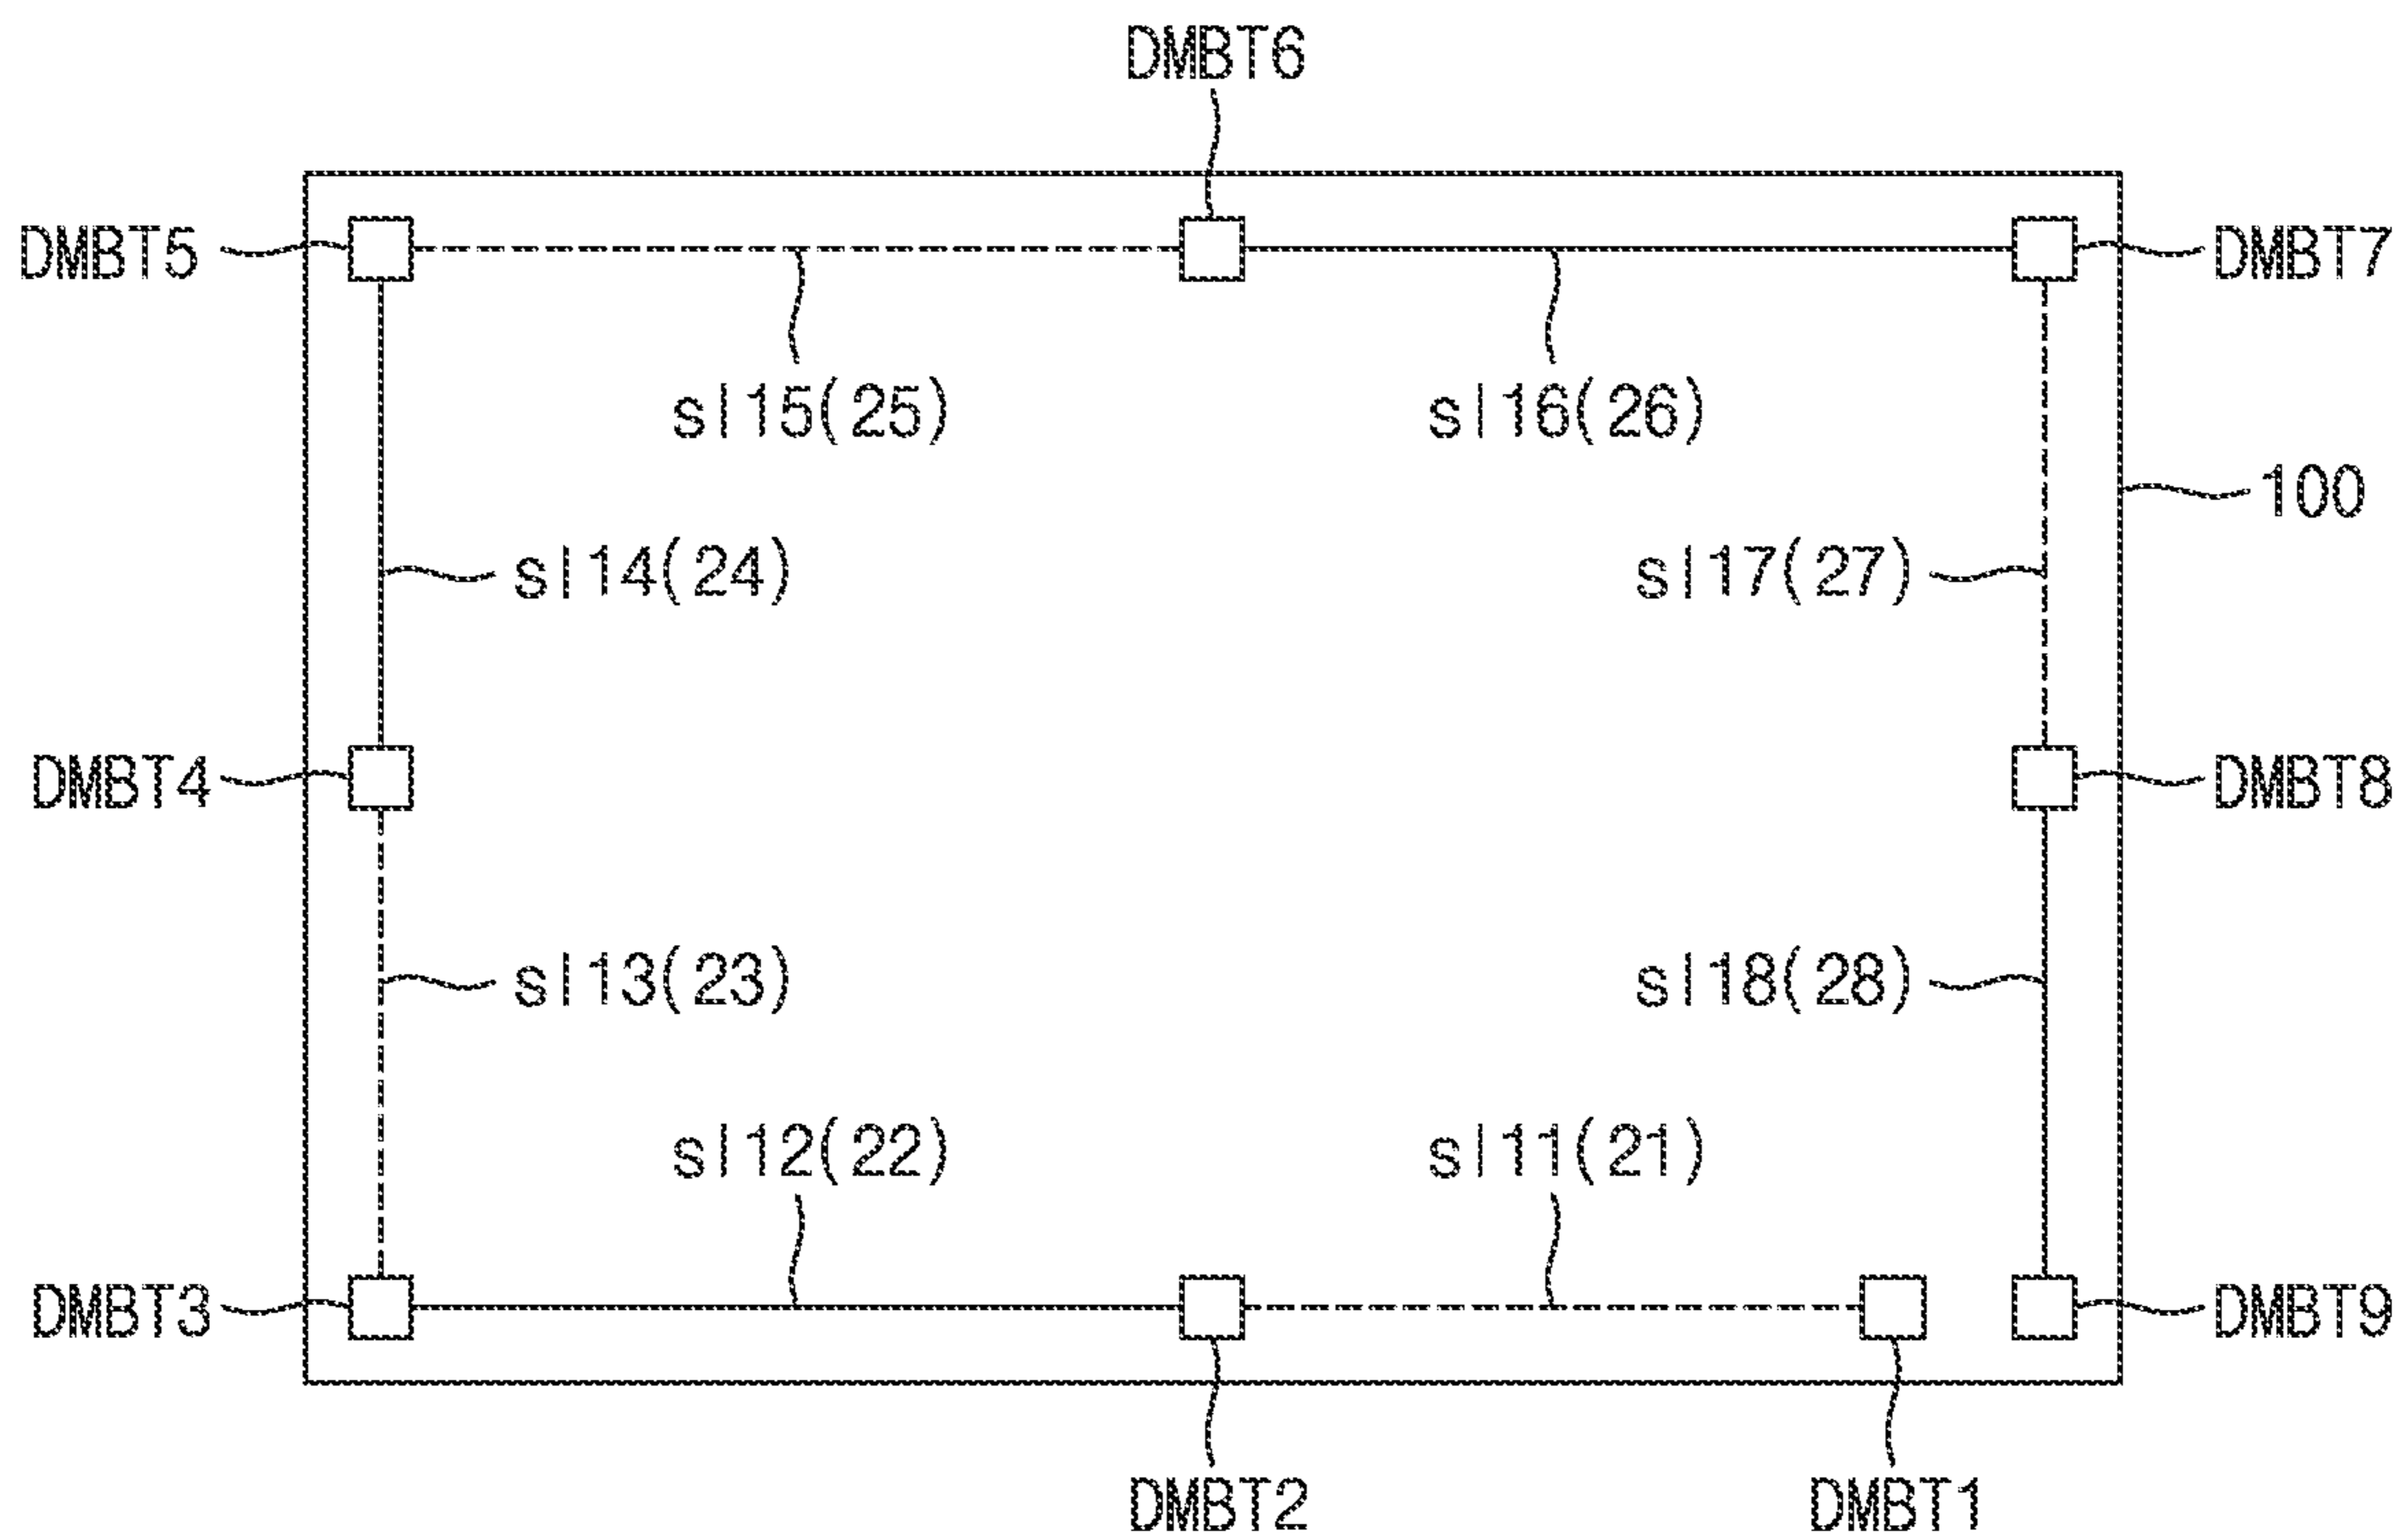 DMBT6
DMBT5
DMBT7
sl15(25)
sl16(26)
100
sl14(24)
sl17(27)
DMBT4
DMBT8
sl13(23)
sl18(28)
sl12(22)
sl11(21)
DMBT3
DMBT9
DMBT2
DMBT1